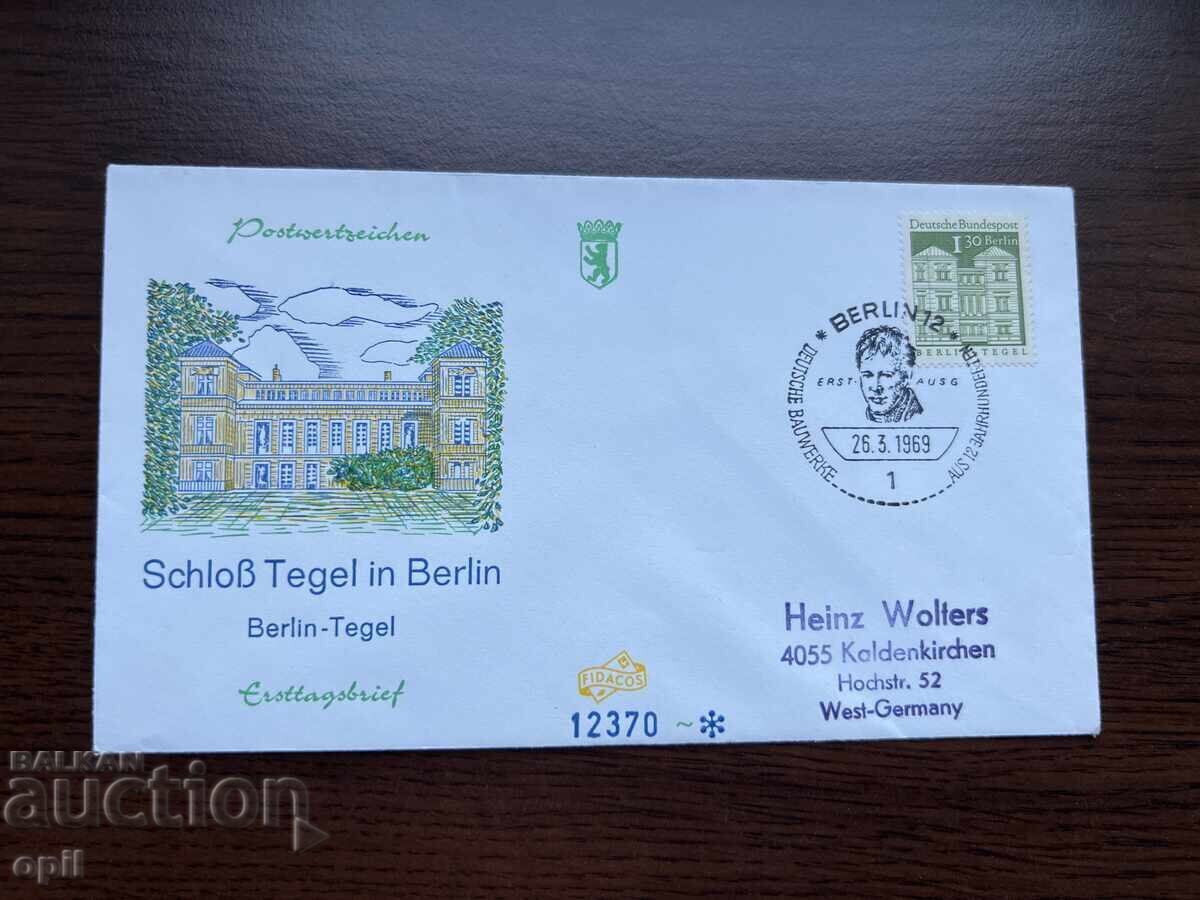 Postwertzeichen
Schloß Tegel in Berlin
Berlin-Tegel
Ersttagsbrief
FIDACOS
12370 ~ *
Deutsche Bundespost
1 30 Berlin
BERLIN TEGEL
* BERLIN 12 *
ERST- AUSG
DEUTSCHE BAUWERKE AUS 12 JAHRHUNDERTEN
26.3.1969
1
Heinz Wolters
4055 Kaldenkirchen
Hochstr. 52
West-Germany
BALKAN
auction
opil